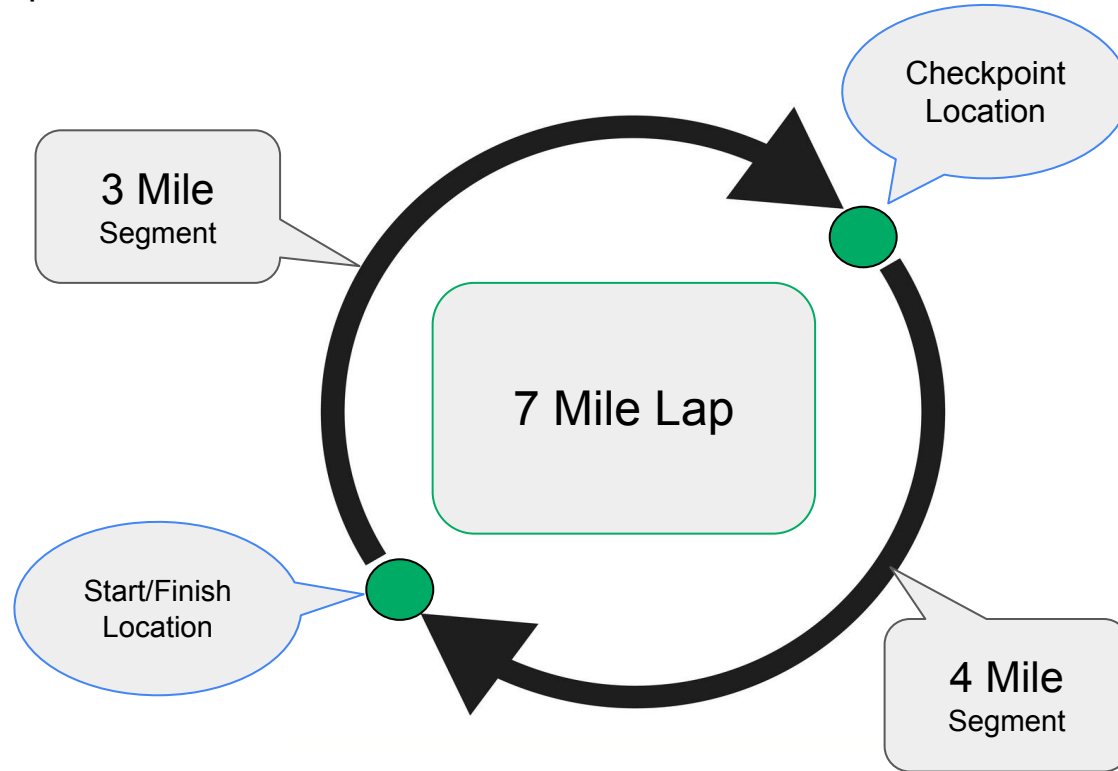 Checkpoint
Location
3 Mile
Segment
7 Mile Lap
Start/Finish
Location
4 Mile
Segment